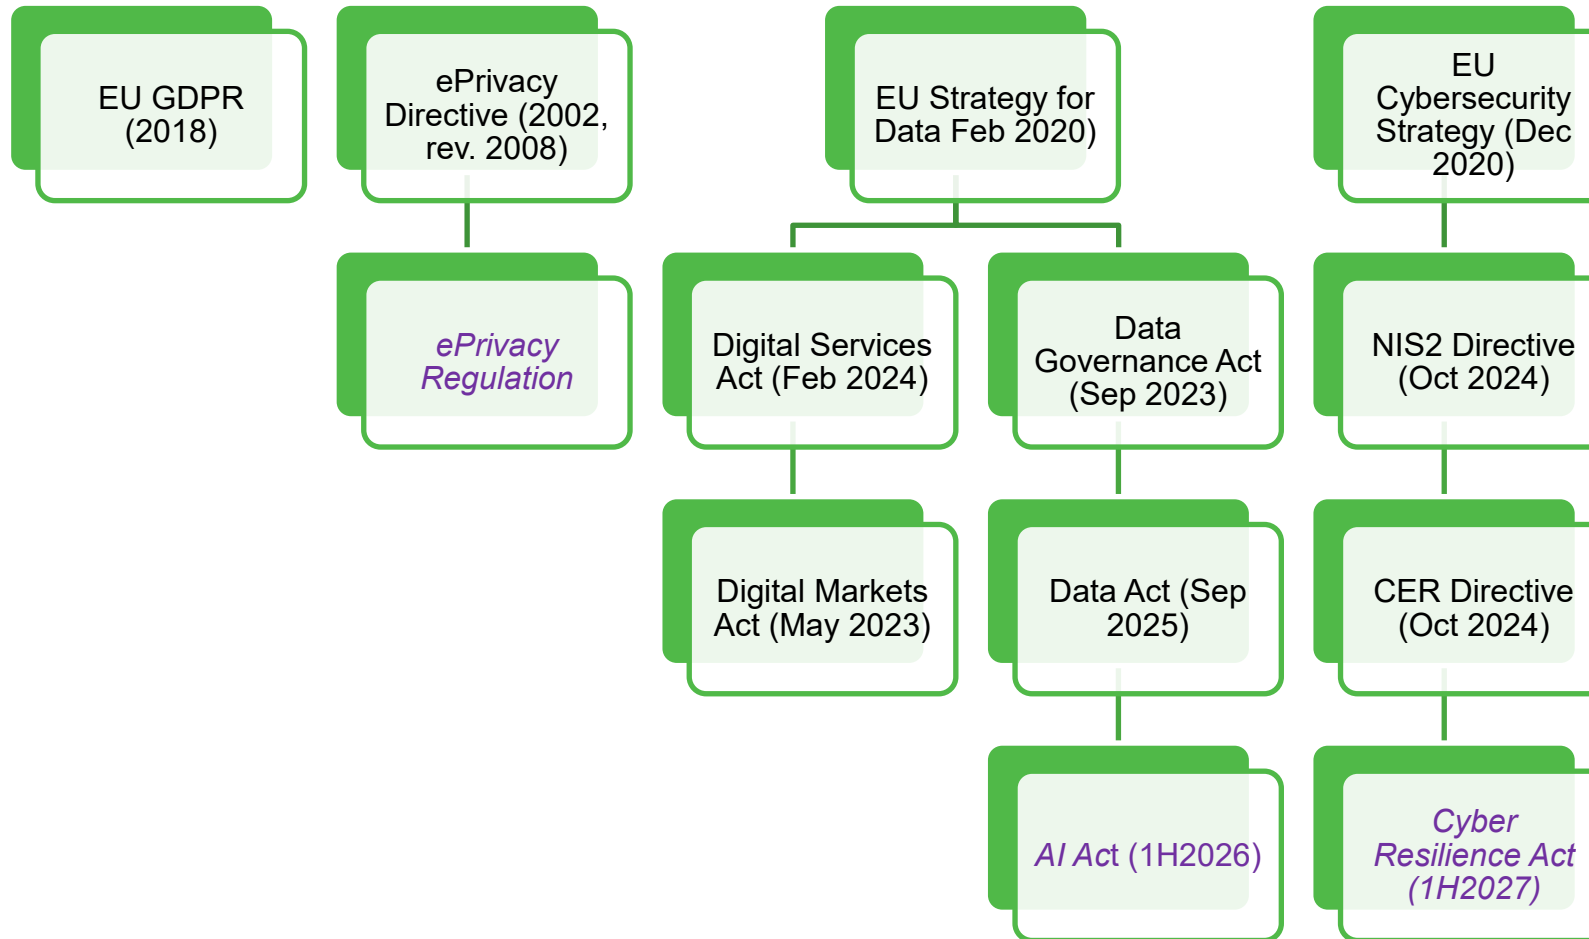 EU GDPR
(2018)
ePrivacy
Directive (2002,
rev. 2008)
EU Strategy for
Data Feb 2020)
EU
Cybersecurity
Strategy (Dec
2020)
ePrivacy
Regulation
Digital Services
Act (Feb 2024)
Data
Governance Act
(Sep 2023)
NIS2 Directive
(Oct 2024)
Digital Markets
Act (May 2023)
Data Act (Sep
2025)
CER Directive
(Oct 2024)
AI Act (1H2026)
Cyber
Resilience Act
(1H2027)